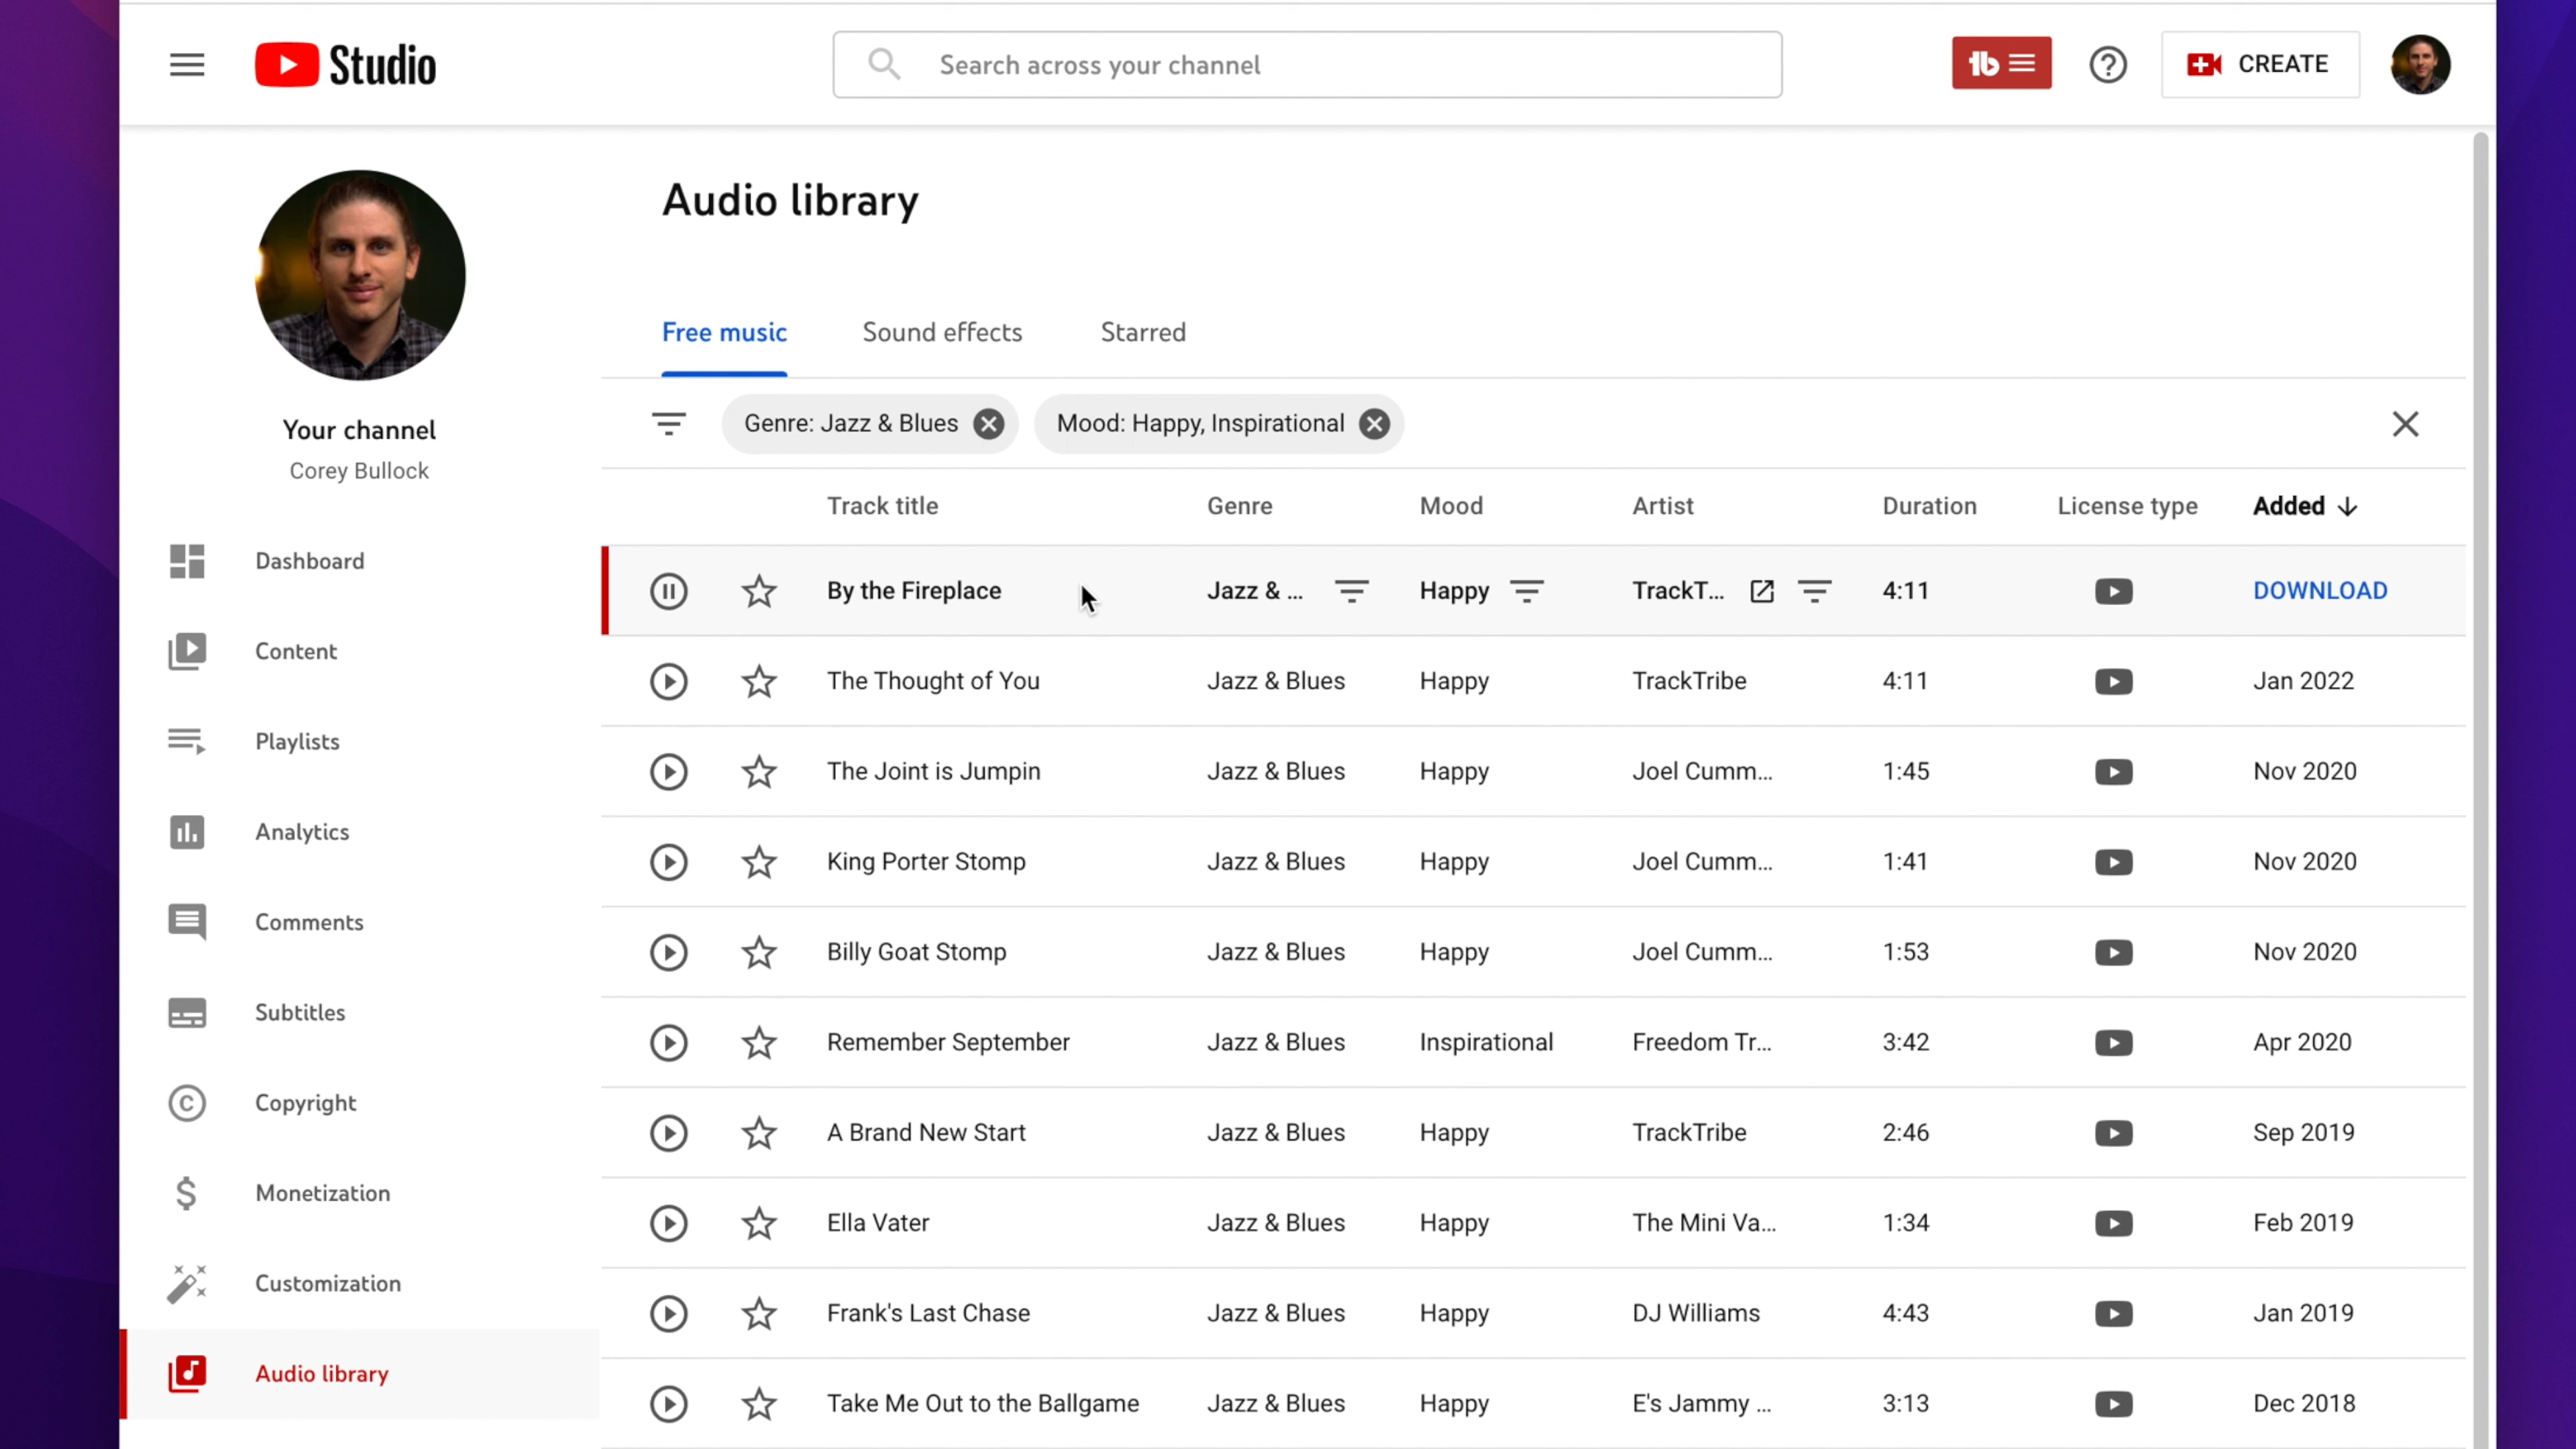 Studio
Search across your channel
CREATE
Audio library
Free music Sound effects Starred
Your channel
Corey Bullock
Genre: Jazz & Blues Mood: Happy, Inspirational
Track title Genre Mood Artist Duration License type Added
By the Fireplace Jazz & ... Happy TrackT... 4:11 DOWNLOAD
The Thought of You Jazz & Blues Happy TrackTribe 4:11 Jan 2022
The Joint is Jumpin Jazz & Blues Happy Joel Cumm... 1:45 Nov 2020
King Porter Stomp Jazz & Blues Happy Joel Cumm... 1:41 Nov 2020
Billy Goat Stomp Jazz & Blues Happy Joel Cumm... 1:53 Nov 2020
Remember September Jazz & Blues Inspirational Freedom Tr... 3:42 Apr 2020
A Brand New Start Jazz & Blues Happy TrackTribe 2:46 Sep 2019
Ella Vater Jazz & Blues Happy The Mini Va... 1:34 Feb 2019
Frank's Last Chase Jazz & Blues Happy DJ Williams 4:43 Jan 2019
Take Me Out to the Ballgame Jazz & Blues Happy E's Jammy ... 3:13 Dec 2018
Dashboard
Content
Playlists
Analytics
Comments
Subtitles
Copyright
Monetization
Customization
Audio library